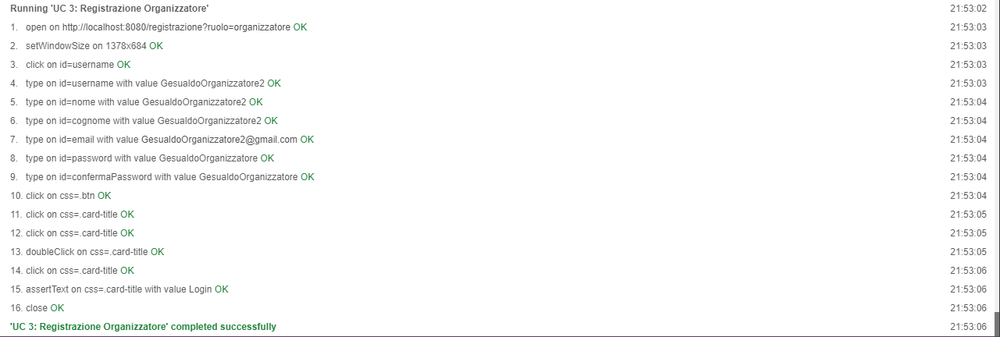 Running 'UC 3: Registrazione Organizzatore' 21:53:02
1. open on http://localhost:8080/registrazione?ruolo=organizzatore OK 21:53:03
2. setWindowSize on 1378x684 OK 21:53:03
3. click on id=username OK 21:53:03
4. type on id=username with value GesualdoOrganizzatore2 OK 21:53:03
5. type on id=nome with value GesualdoOrganizzatore2 OK 21:53:04
6. type on id=cognome with value GesualdoOrganizzatore2 OK 21:53:04
7. type on id=email with value GesualdoOrganizzatore2@gmail.com OK 21:53:04
8. type on id=password with value GesualdoOrganizzatore OK 21:53:04
9. type on id=confermaPassword with value GesualdoOrganizzatore OK 21:53:04
10. click on css=.btn OK 21:53:04
11. click on css=.card-title OK 21:53:05
12. click on css=.card-title OK 21:53:05
13. doubleClick on css=.card-title OK 21:53:05
14. click on css=.card-title OK 21:53:06
15. assertText on css=.card-title with value Login OK 21:53:06
16. close OK 21:53:06
'UC 3: Registrazione Organizzatore' completed successfully 21:53:06